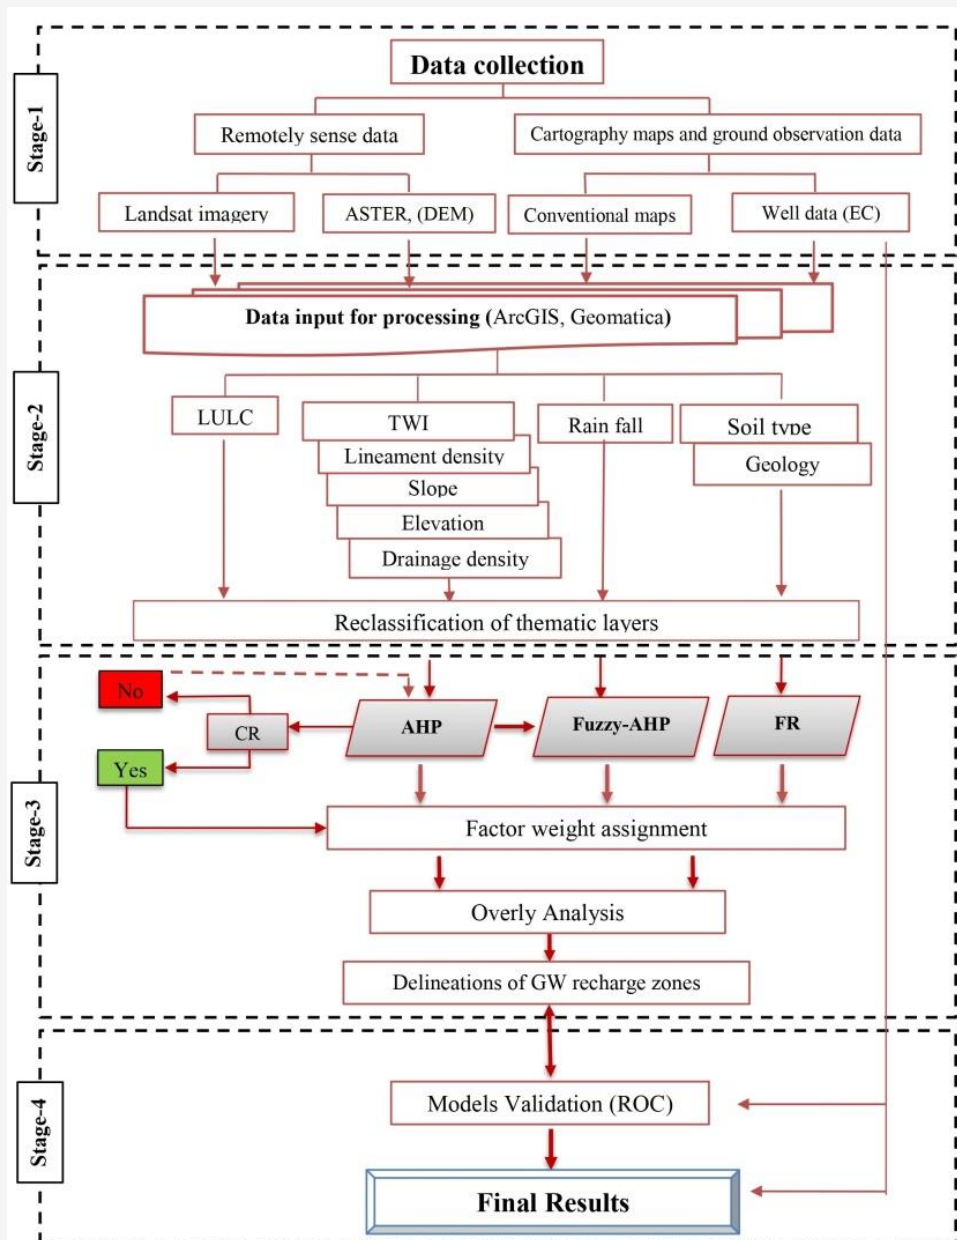 Stage-1
Data collection
Remotely sense data
Cartography maps and ground observation data
Landsat imagery
ASTER, (DEM)
Conventional maps
Well data (EC)
Stage-2
Data input for processing (ArcGIS, Geomatica)
LULC
TWI
Rain fall
Soil type
Lineament density
Geology
Slope
Elevation
Drainage density
Reclassification of thematic layers
Stage-3
No
CR
AHP
Fuzzy-AHP
FR
Yes
Factor weight assignment
Overly Analysis
Delineations of GW recharge zones
Stage-4
Models Validation (ROC)
Final Results